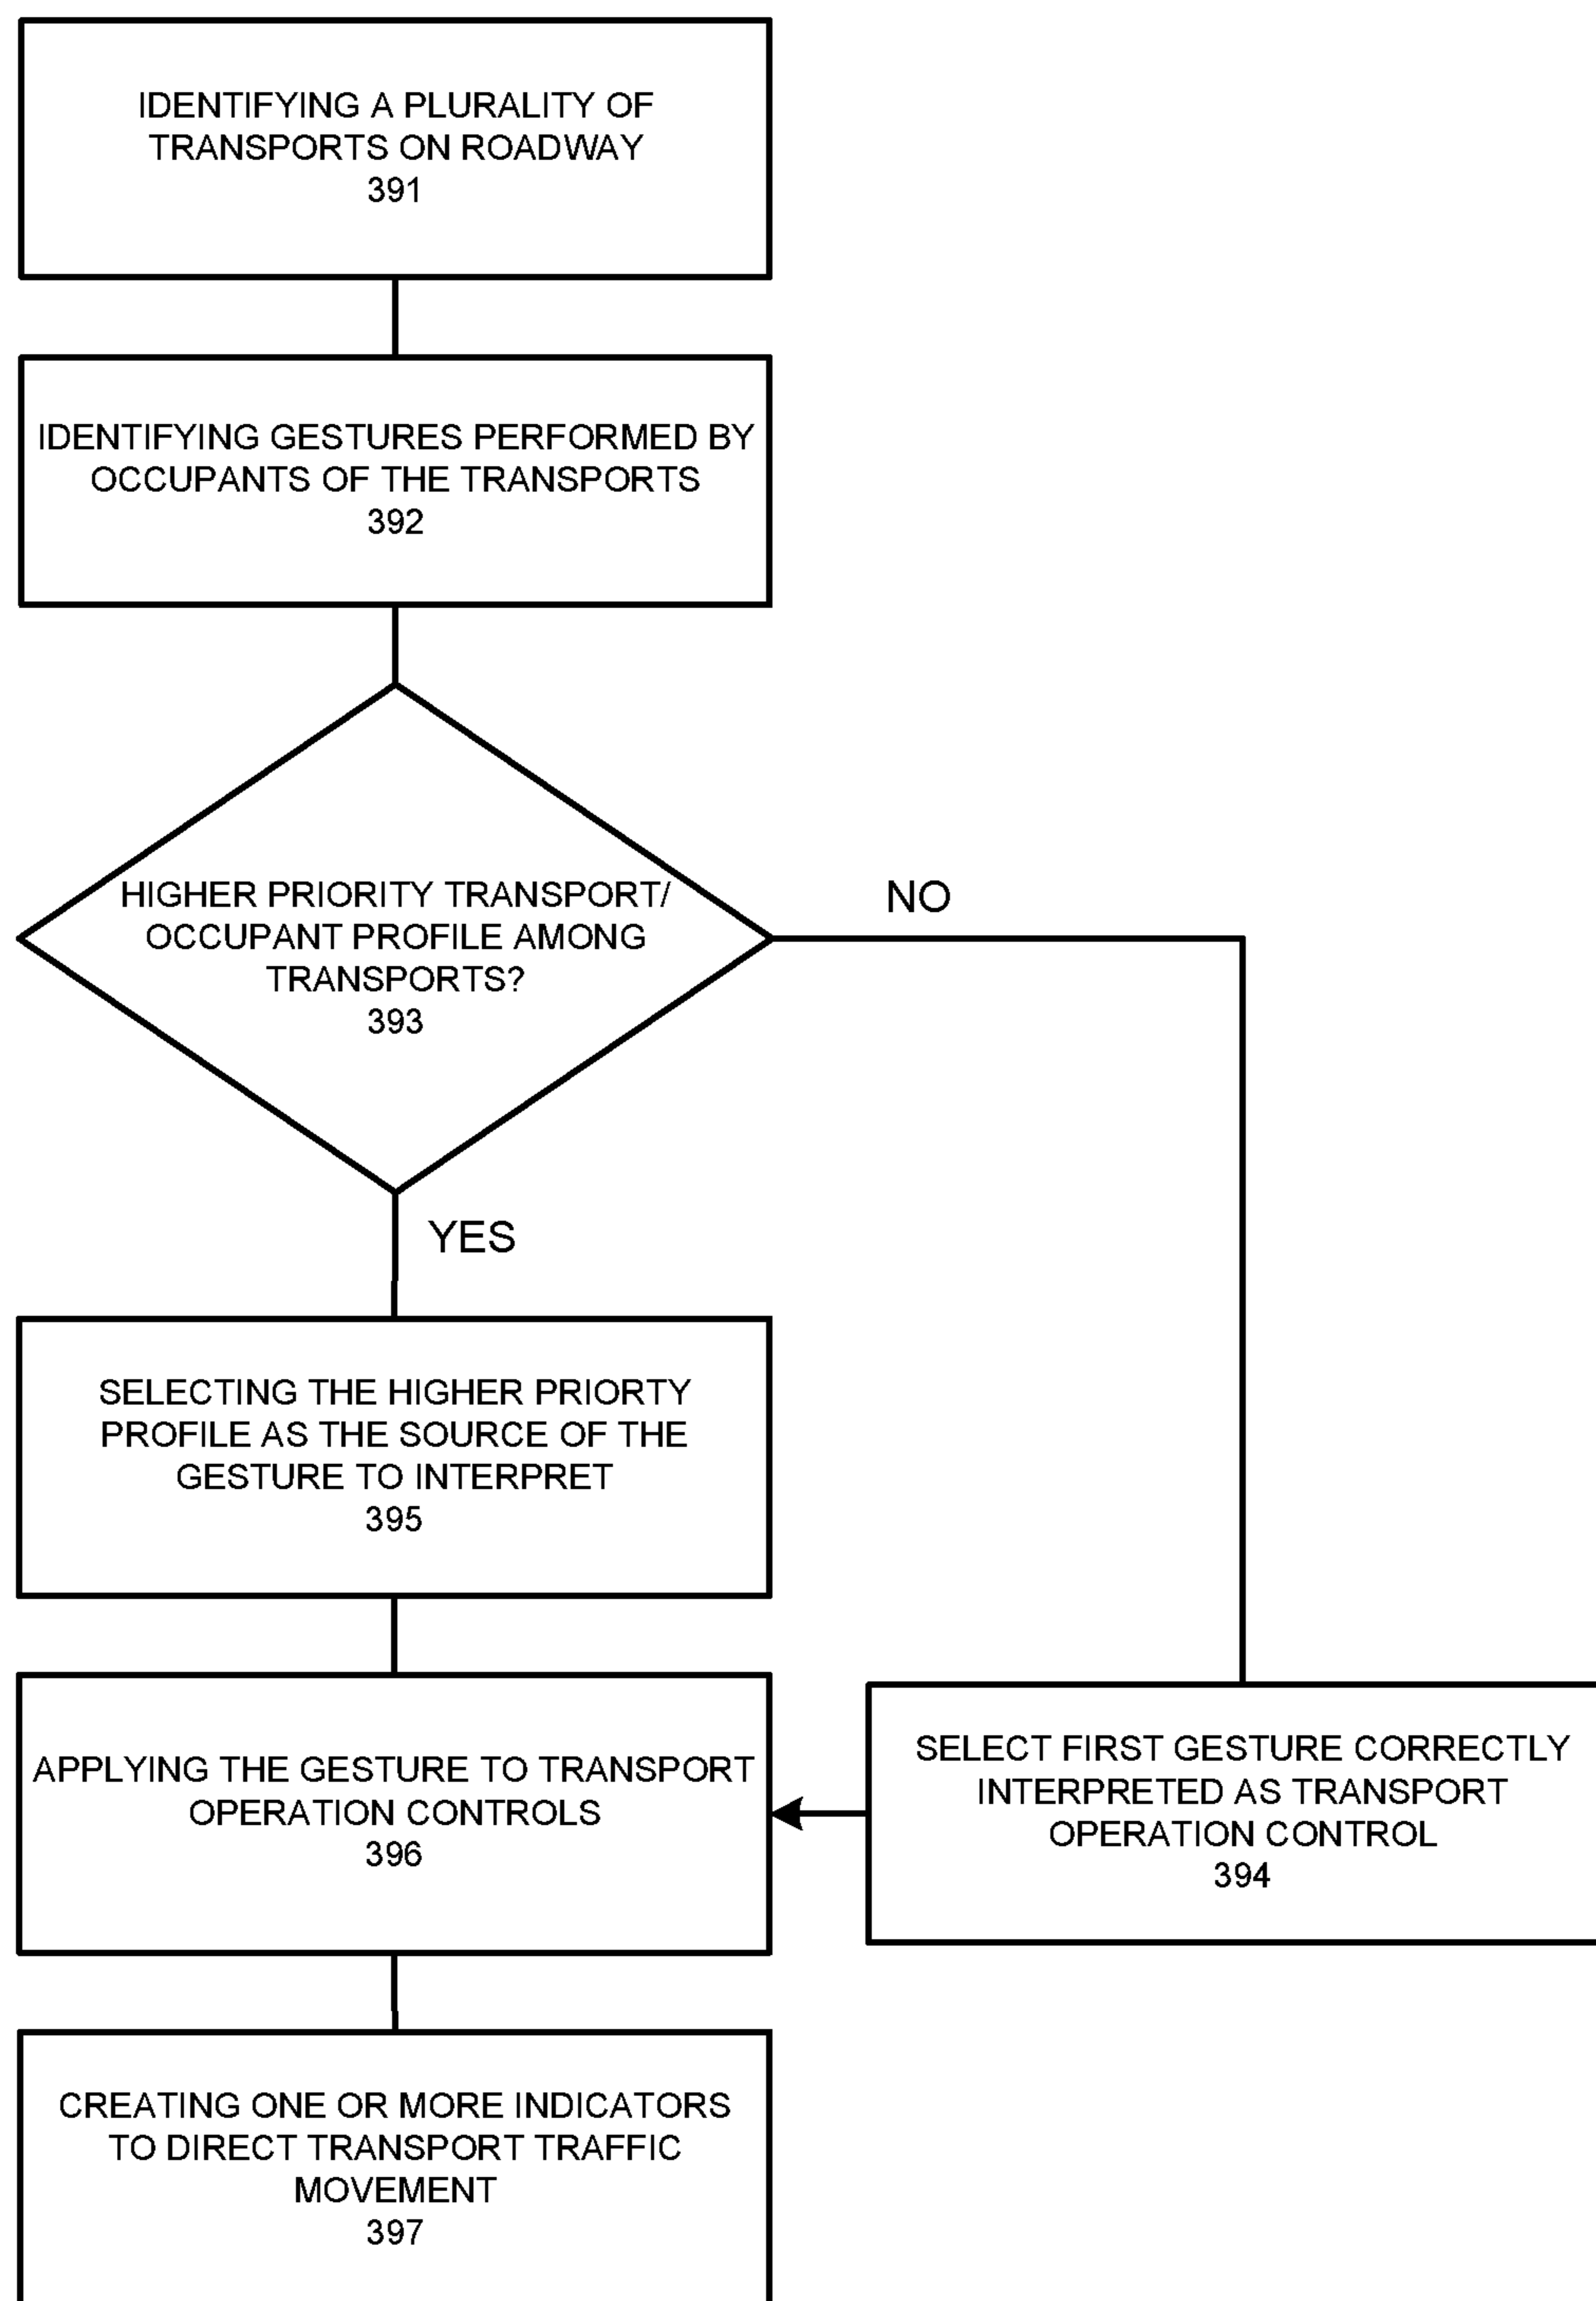 IDENTIFYING A PLURALITY OF
TRANSPORTS ON ROADWAY
391
IDENTIFYING GESTURES PERFORMED BY
OCCUPANTS OF THE TRANSPORTS
392
HIGHER PRIORITY TRANSPORT/
OCCUPANT PROFILE AMONG
TRANSPORTS?
393
NO
YES
SELECTING THE HIGHER PRIORTY
PROFILE AS THE SOURCE OF THE
GESTURE TO INTERPRET
395
APPLYING THE GESTURE TO TRANSPORT
OPERATION CONTROLS
396
SELECT FIRST GESTURE CORRECTLY
INTERPRETED AS TRANSPORT
OPERATION CONTROL
394
CREATING ONE OR MORE INDICATORS
TO DIRECT TRANSPORT TRAFFIC
MOVEMENT
397